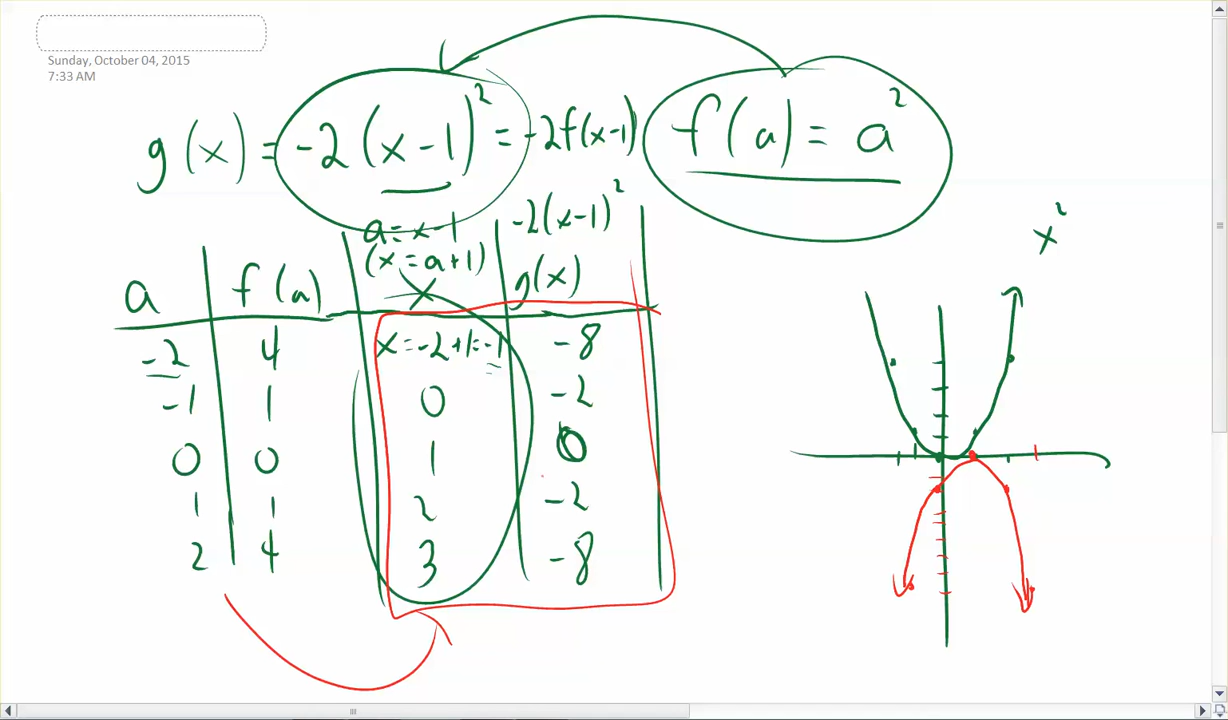 Sunday, October 04, 2015
7:33 AM
g(x) = -2(x-1)² = -2f(x-1) f(a) = a²
a = x-1 -2(x-1)²
(x = a+1)
a f(a) x g(x)
-2 4 x = -2+1 = -1 -8
-1 1 0 -2
0 0 1 0
1 1 2 -2
2 4 3 -8
x²